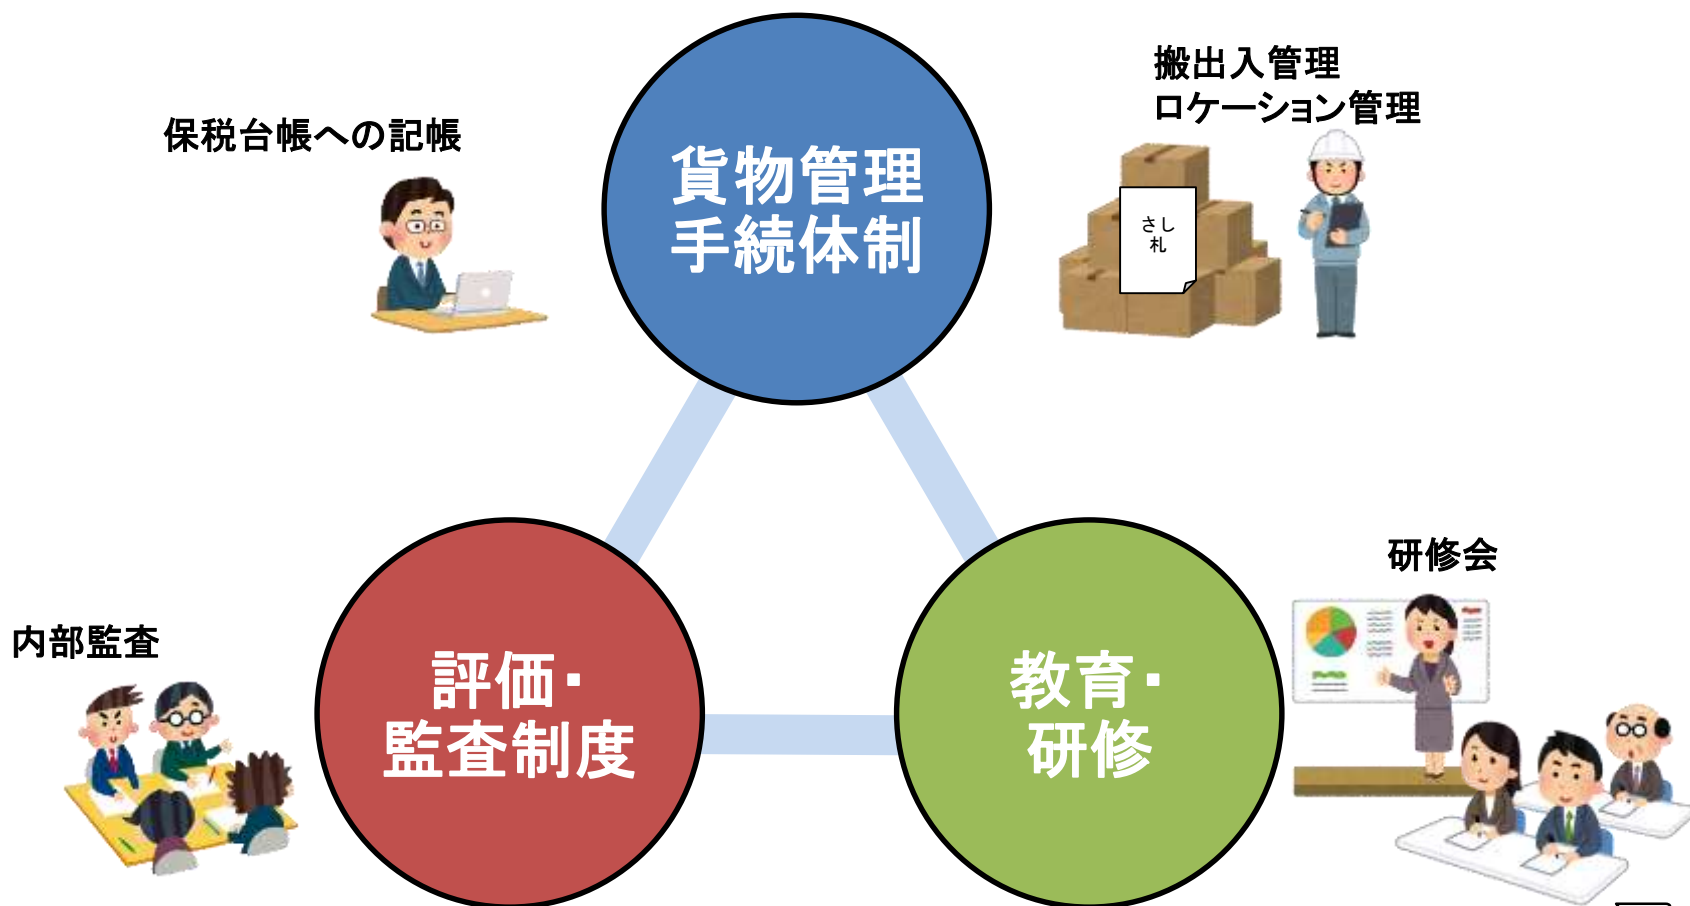 搬出入管理
ロケーション管理
保税台帳への記帳
貨物管理
手続体制
さし
札
研修会
内部監査
評価・
監査制度
教育・
研修